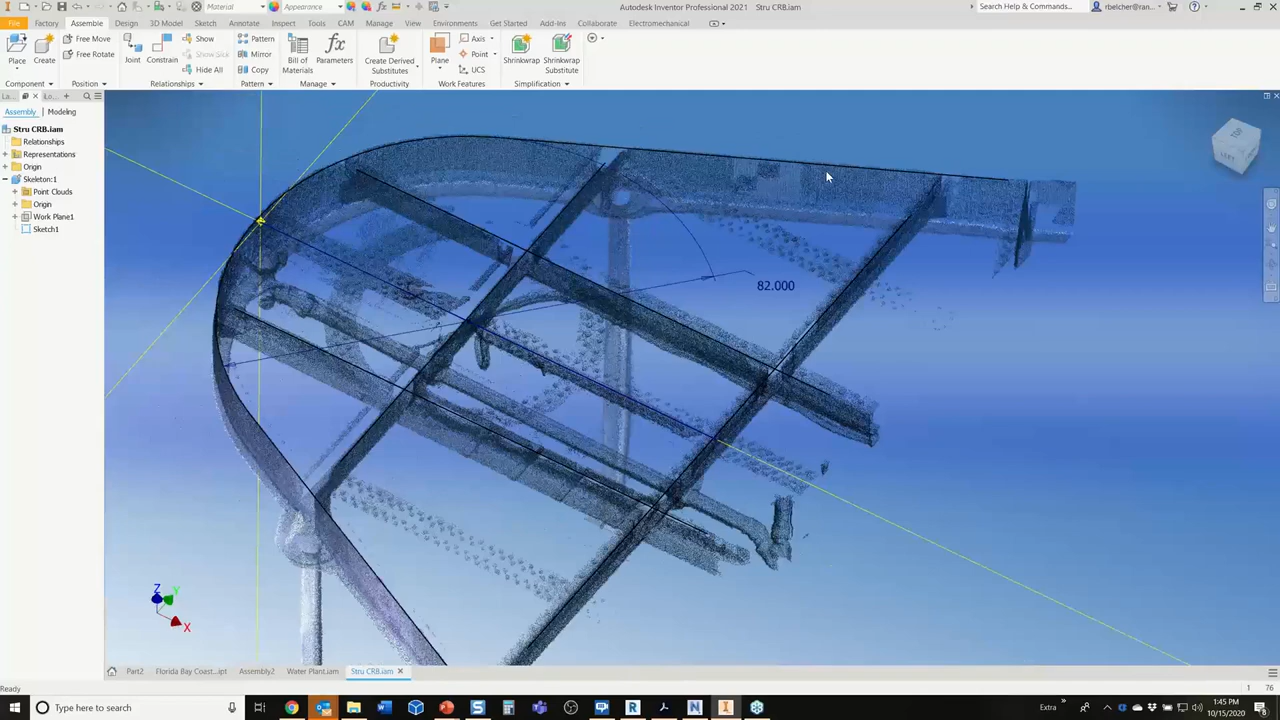 Material
Appearance
Autodesk Inventor Professional 2021 Stru CRB.iam
Search Help & Commands...
rbelcher@ran...
File Factory Assemble Design 3D Model Sketch Annotate Inspect Tools CAM Manage View Environments Get Started Add-Ins Collaborate Electromechanical
Place
Create
Free Move
Free Rotate
Joint
Constrain
Show
Show Sick
Hide All
Pattern
Mirror
Copy
Bill of
Materials
Parameters
Create Derived
Substitutes
Plane
Axis
Point
UCS
Shrinkwrap
Shrinkwrap
Substitute
Component Position Relationships Pattern Manage Productivity Work Features Simplification
La... Lo...
Assembly Modeling
Stru CRB.iam
Relationships
Representations
Origin
Skeleton:1
Point Clouds
Origin
Work Plane1
Sketch1
TOP
82.000
Z
Y
X
Part2 Florida Bay Coast...ipt Assembly2 Water Plant.iam Stru CRB.iam
Ready
1 76
Type here to search
Extra
1:45 PM
10/15/2020